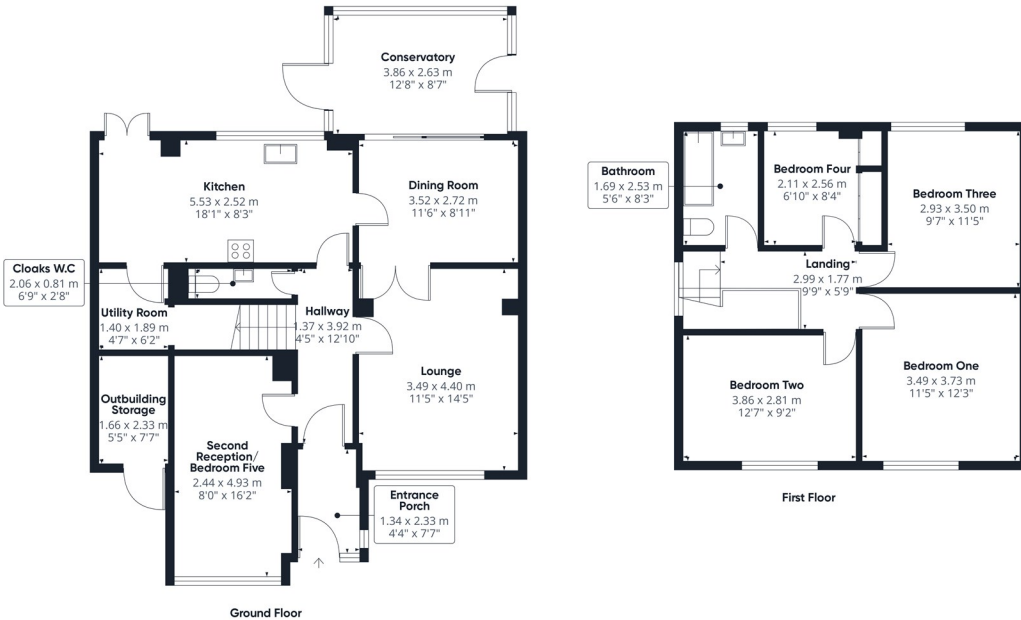 Conservatory
3.86 x 2.63 m
12'8" x 8'7"
Kitchen
5.53 x 2.52 m
18'1" x 8'3"
Dining Room
3.52 x 2.72 m
11'6" x 8'11"
Cloaks W.C
2.06 x 0.81 m
6'9" x 2'8"
Utility Room
1.40 x 1.89 m
4'7" x 6'2"
Hallway
1.37 x 3.92 m
4'5" x 12'10"
Lounge
3.49 x 4.40 m
11'5" x 14'5"
Outbuilding
Storage
1.66 x 2.33 m
5'5" x 7'7"
Second
Reception/
Bedroom Five
2.44 x 4.93 m
8'0" x 16'2"
Entrance
Porch
1.34 x 2.33 m
4'4" x 7'7"
Ground Floor
Bathroom
1.69 x 2.53 m
5'6" x 8'3"
Bedroom Four
2.11 x 2.56 m
6'10" x 8'4"
Bedroom Three
2.93 x 3.50 m
9'7" x 11'5"
Landing
2.99 x 1.77 m
9'9" x 5'9"
Bedroom Two
3.86 x 2.81 m
12'7" x 9'2"
Bedroom One
3.49 x 3.73 m
11'5" x 12'3"
First Floor